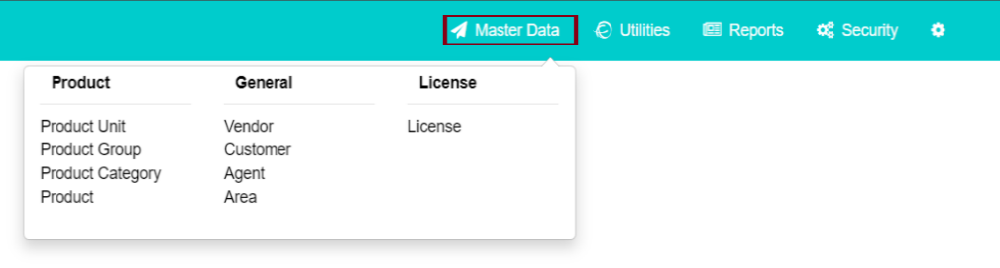 Master Data Utilities Reports Security
Product General License
Product Unit Vendor License
Product Group Customer
Product Category Agent
Product Area